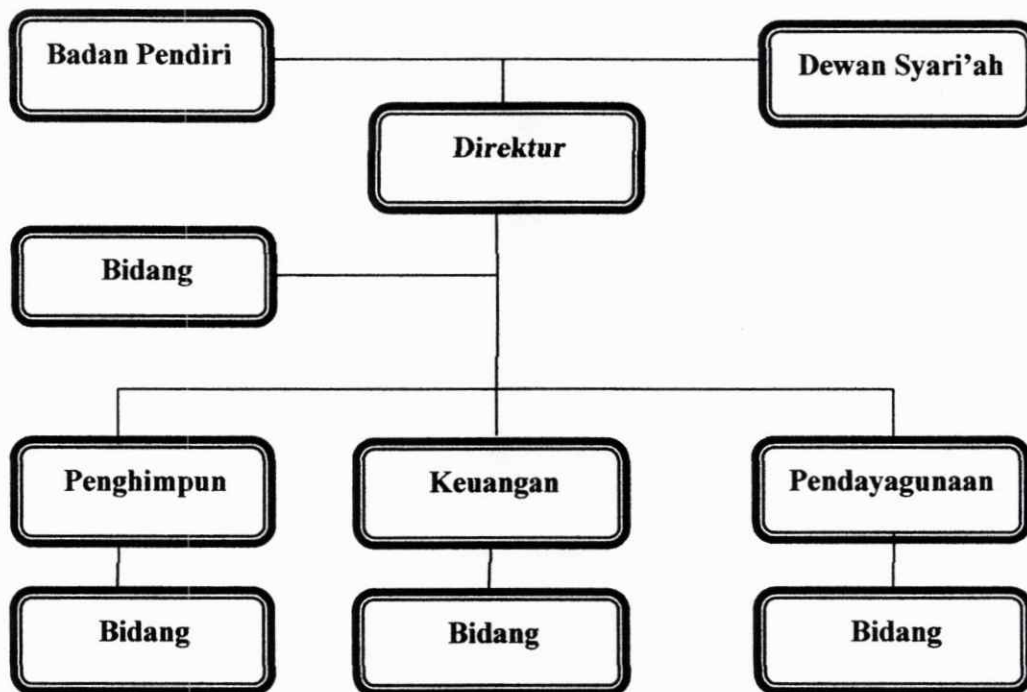 Badan Pendiri
Dewan Syari'ah
Direktur
Bidang
Penghimpun
Keuangan
Pendayagunaan
Bidang
Bidang
Bidang